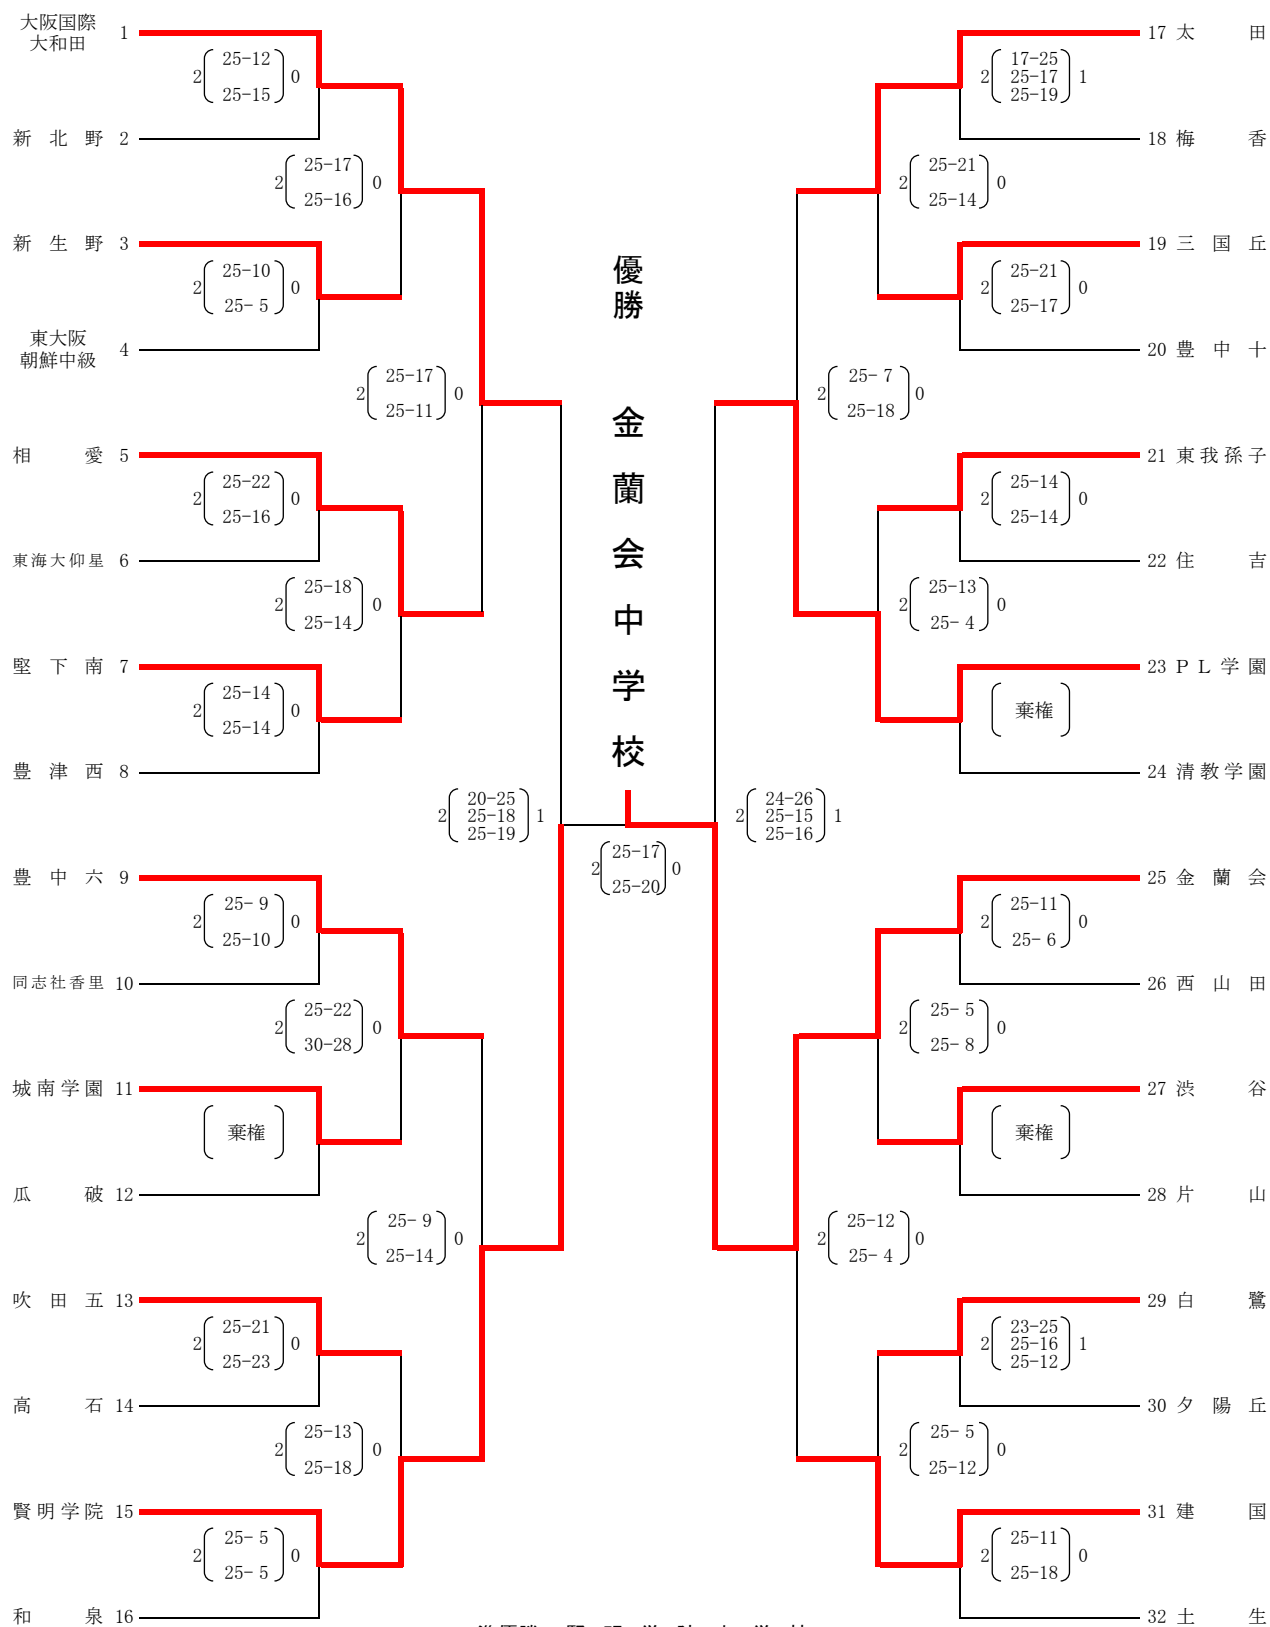 大阪国際
大和田 1
2 25-12 0
25-15
新北野 2
2 25-17 0
25-16
新生野 3
2 25-10 0
25- 5
東大阪
朝鮮中級 4
2 25-17 0
25-11
相愛 5
2 25-22 0
25-16
東海大仰星 6
2 25-18 0
25-14
堅下南 7
2 25-14 0
25-14
豊津西 8
2 20-25 1
25-18
25-19
豊中六 9
2 25- 9 0
25-10
同志社香里 10
2 25-22 0
30-28
城南学園 11
棄権
瓜破 12
2 25- 9 0
25-14
吹田五 13
2 25-21 0
25-23
高石 14
2 25-13 0
25-18
賢明学院 15
2 25- 5 0
25- 5
和泉 16
優勝
金蘭会中学校
2 25-17 0
25-20
17 太田
2 17-25 1
25-17
25-19
18 梅香
2 25-21 0
25-14
19 三国丘
2 25-21 0
25-17
20 豊中十
2 25- 7 0
25-18
21 東我孫子
2 25-14 0
25-14
22 住吉
2 25-13 0
25- 4
23 ＰＬ学園
棄権
24 清教学園
2 24-26 1
25-15
25-16
25 金蘭会
2 25-11 0
25- 6
26 西山田
2 25- 5 0
25- 8
27 渋谷
棄権
28 片山
2 25-12 0
25- 4
29 白鷺
2 23-25 1
25-16
25-12
30 夕陽丘
2 25- 5 0
25-12
31 建国
2 25-11 0
25-18
32 土生